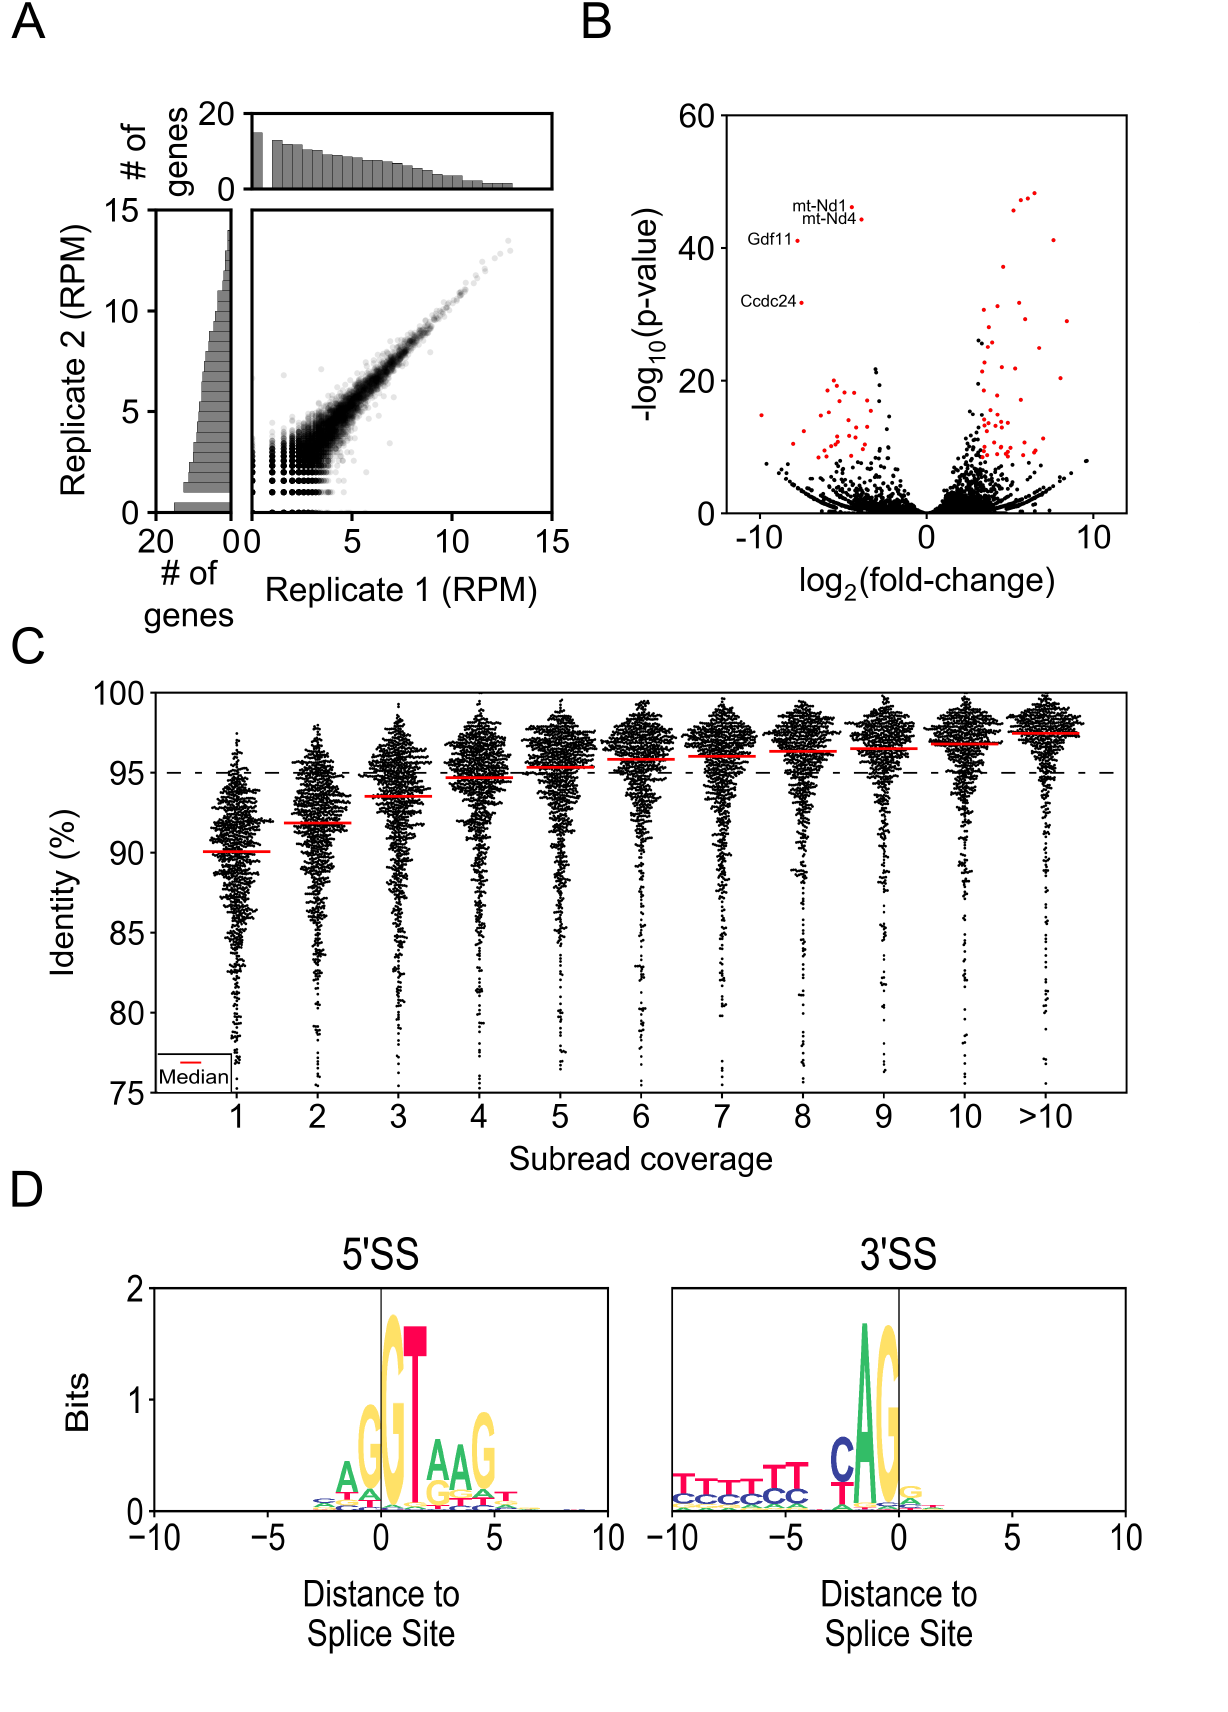 A
B
# of
genes
20
0
15
10
5
0
Replicate 2 (RPM)
20
0
0
5
10
15
# of
genes
Replicate 1 (RPM)
60
40
20
0
-log10(p-value)
mt-Nd1
mt-Nd4
Gdf11
Ccdc24
-10
0
10
log2(fold-change)
C
100
95
90
85
80
75
Identity (%)
Median
1
2
3
4
5
6
7
8
9
10
>10
Subread coverage
D
5'SS
3'SS
2
1
0
Bits
−10
−5
0
5
10
−10
−5
0
5
10
Distance to
Splice Site
Distance to
Splice Site